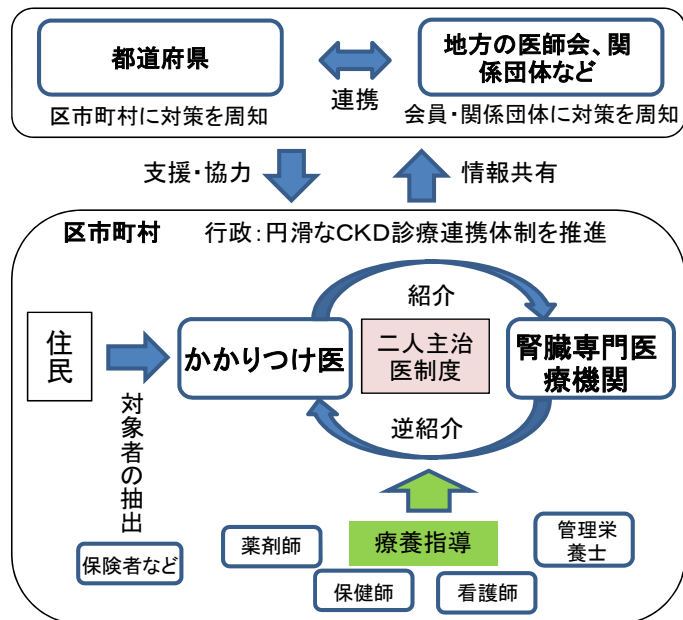 都道府県
地方の医師会、関
係団体など
連携
区市町村に対策を周知
会員・関係団体に対策を周知
支援・協力
情報共有
区市町村
行政：円滑なCKD診療連携体制を推進
住民
かかりつけ医
紹介
二人主治
医制度
逆紹介
腎臓専門医
療機関
対象者の抽出
保険者など
療養指導
薬剤師
保健師
看護師
管理栄
養士